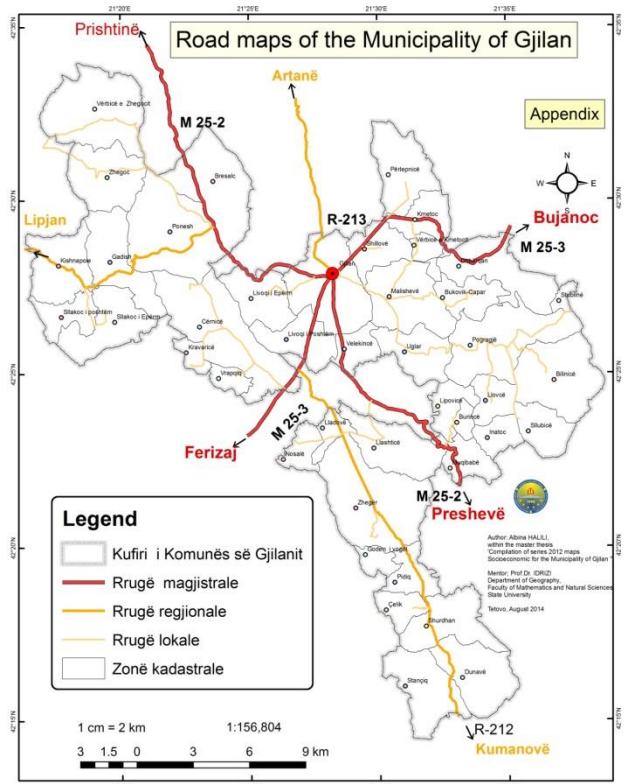 21°20'E
21°25'E
21°30'E
21°35'E
42°35'N
Prishtinë
Road maps of the Municipality of Gjilan
Artanë
Appendix
Vërbicë e Zhegocit
M 25-2
N
W E
S
Zhegoc
Bresalc
Përlepnicë
42°30'N
Lipjan
Ponesh
R-213
Kmetoc
Bujanoc
M 25-3
Shillovë
Vërbicë e Kmetocit
Kishnapole
Gadish
Gjilan
Stublinë
Livoqi i Epërm
Malishevë
Bukovik-Capar
Sllakoc i poshtëm
Sllakoc i Epërm
Cërnicë
Livoqi i Poshtëm
Velekincë
Uglar
Pogragë
Kravaricë
42°25'N
Vrapçiq
Bilinicë
Lipovicë
Llovcë
Burincë
M 25-3
Lladovë
Inatoc
Sllubicë
Ferizaj
Nosalë
Llashticë
M 25-2
Preshevë
Legend
Kufiri i Komunës së Gjilanit
Rrugë magjistrale
Rrugë regjionale
Rrugë lokale
Zonë kadastrale
Zheger
Pidiq
Çelik
Shurdhan
Stançiq
Dunavë
Author: Albina HALILI,
within the master thesis
'Compilation of series 2012 maps
Socioeconomic for the Municipality of Gjilan "
Mentor: Prof.Dr. IDRIZI
Department of Geography,
Faculty of Mathematics and Natural Sciences
State University
Tetovo, August 2014
42°20'N
42°15'N
1 cm = 2 km
1:156,804
3 1.5 0 3 6 9 km
R-212
Kumanovë